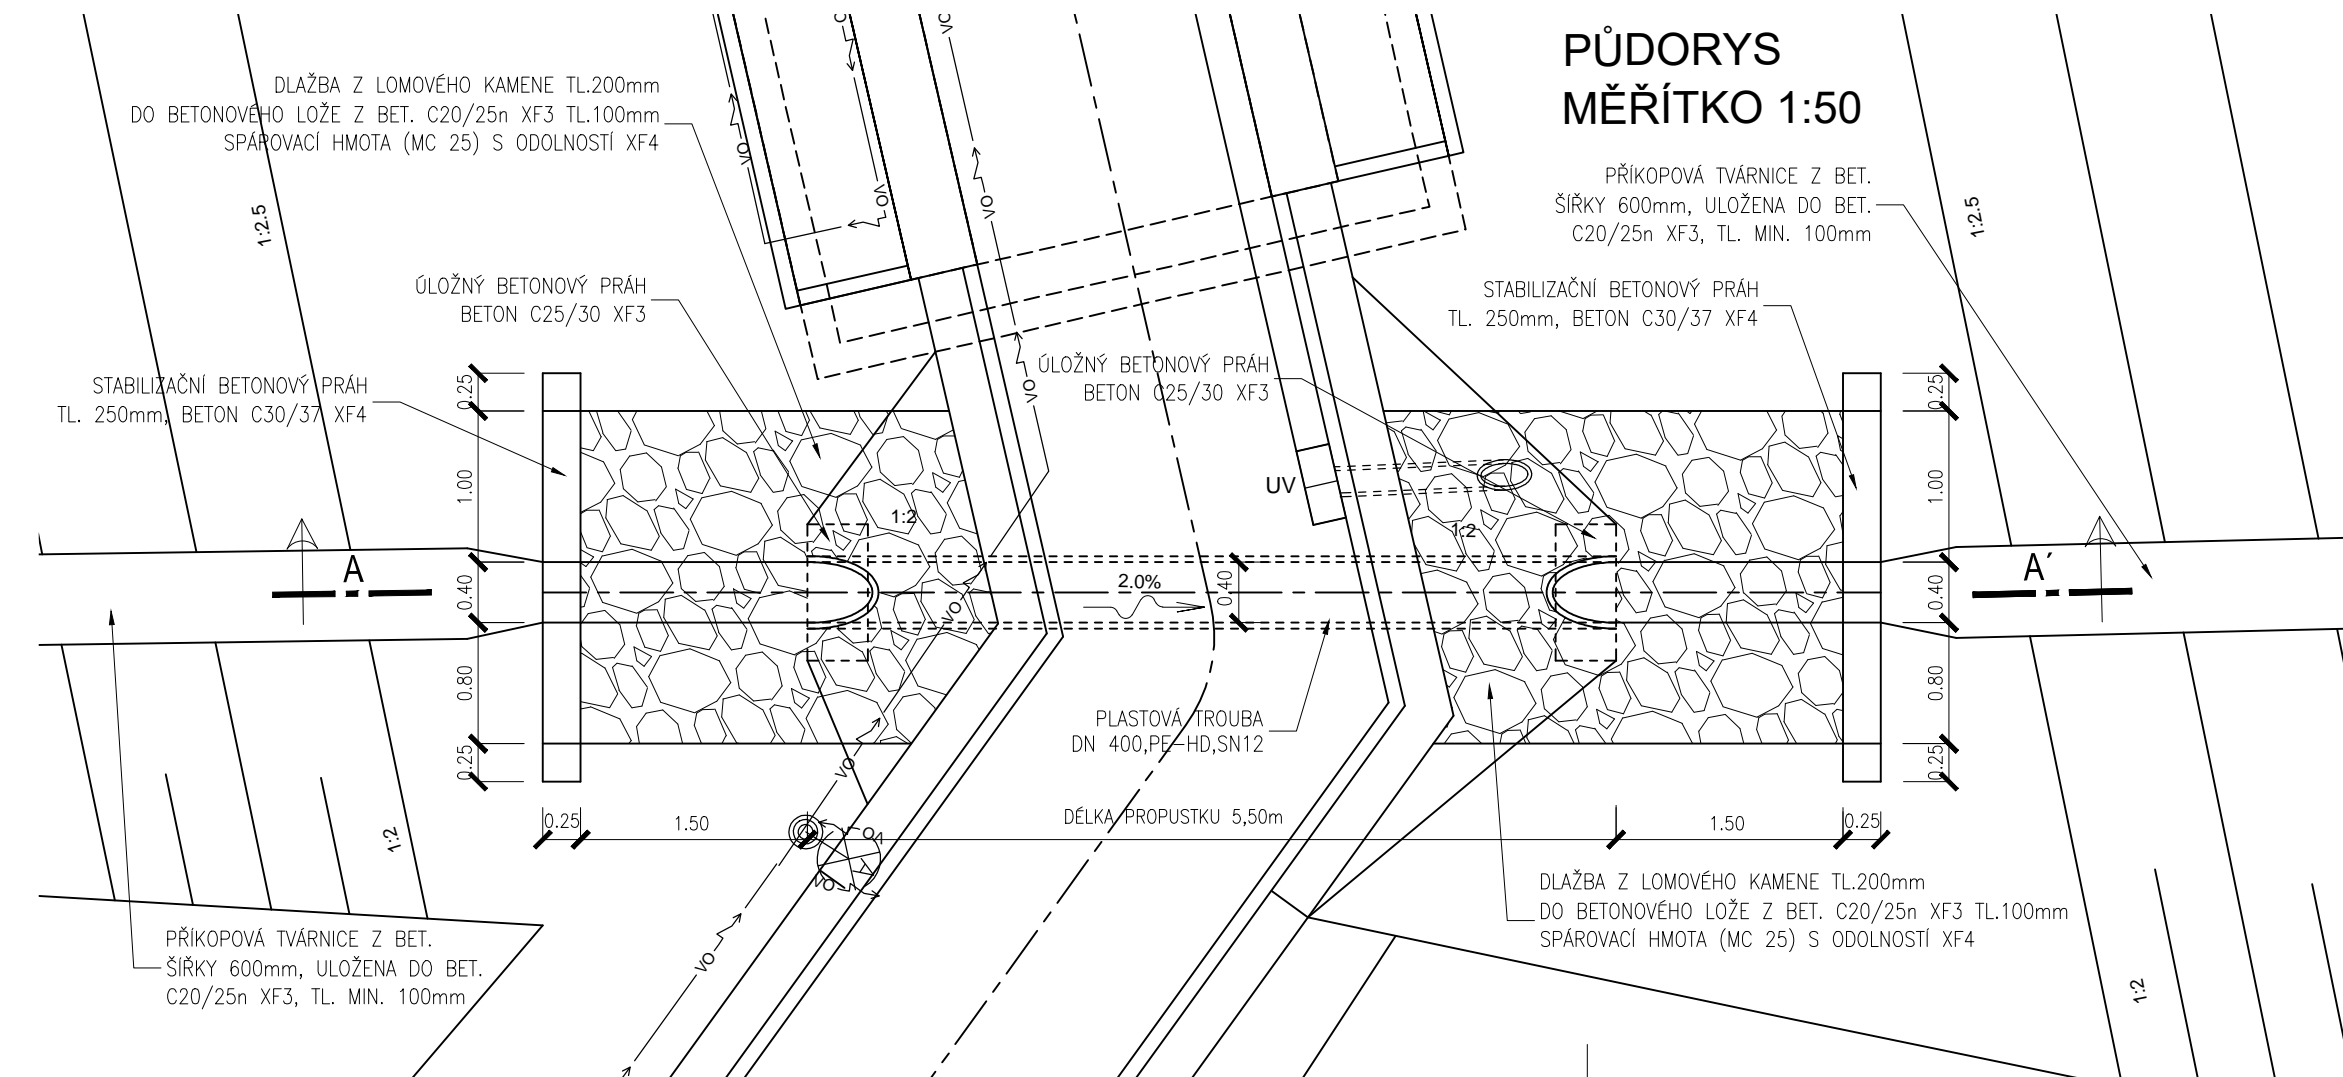 PŮDORYS
MĚŘÍTKO 1:50
DLAŽBA Z LOMOVÉHO KAMENE TL.200mm
DO BETONOVÉHO LOŽE Z BET. C20/25n XF3 TL.100mm
SPÁROVACÍ HMOTA (MC 25) S ODOLNOSTÍ XF4
PŘÍKOPOVÁ TVÁRNICE Z BET.
ŠÍŘKY 600mm, ULOŽENA DO BET.
C20/25n XF3, TL. MIN. 100mm
1:2.5
1:2.5
ÚLOŽNÝ BETONOVÝ PRÁH
BETON C25/30 XF3
STABILIZAČNÍ BETONOVÝ PRÁH
TL. 250mm, BETON C30/37 XF4
ÚLOŽNÝ BETONOVÝ PRÁH
BETON C25/30 XF3
STABILIZAČNÍ BETONOVÝ PRÁH
TL. 250mm, BETON C30/37 XF4
VO
VO
VO
VO
VO
VO
0.25
1.00
0.40
0.80
0.25
0.25
1.00
0.40
0.80
0.25
UV
1:2
1:2
A
A´
2.0%
0.40
VO
PLASTOVÁ TROUBA
DN 400,PE-HD,SN12
VO
0.25
1.50
DÉLKA PROPUSTKU 5,50m
1.50
0.25
VO
VO
VO
1:2
1:2
DLAŽBA Z LOMOVÉHO KAMENE TL.200mm
DO BETONOVÉHO LOŽE Z BET. C20/25n XF3 TL.100mm
SPÁROVACÍ HMOTA (MC 25) S ODOLNOSTÍ XF4
PŘÍKOPOVÁ TVÁRNICE Z BET.
ŠÍŘKY 600mm, ULOŽENA DO BET.
C20/25n XF3, TL. MIN. 100mm